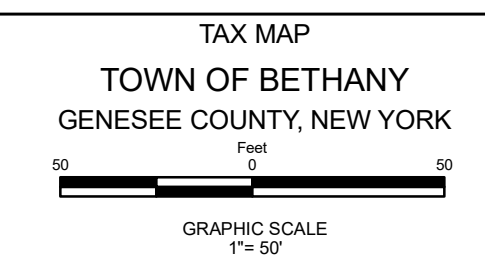 TAX MAP
TOWN OF BETHANY
GENESEE COUNTY, NEW YORK
Feet
50 0 50
GRAPHIC SCALE
1"= 50'